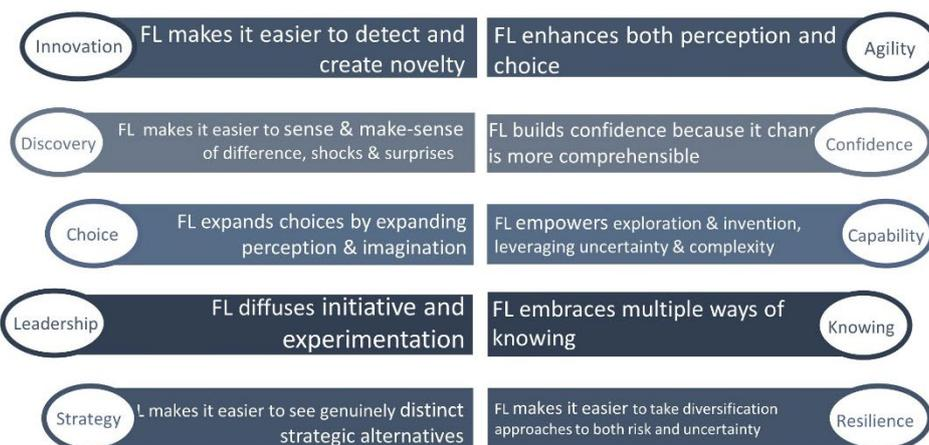 Innovation
FL makes it easier to detect and
create novelty
FL enhances both perception and
choice
Agility
Discovery
FL makes it easier to sense & make-sense
of difference, shocks & surprises
FL builds confidence because it
is more comprehensible
Confidence
Choice
FL expands choices by expanding
perception & imagination
FL empowers exploration & invention,
leveraging uncertainty & complexity
Capability
Leadership
FL diffuses initiative and
experimentation
FL embraces multiple ways of
knowing
Knowing
Strategy
L makes it easier to see genuinely distinct
strategic alternatives
FL makes it easier to take diversification
approaches to both risk and uncertainty
Resilience